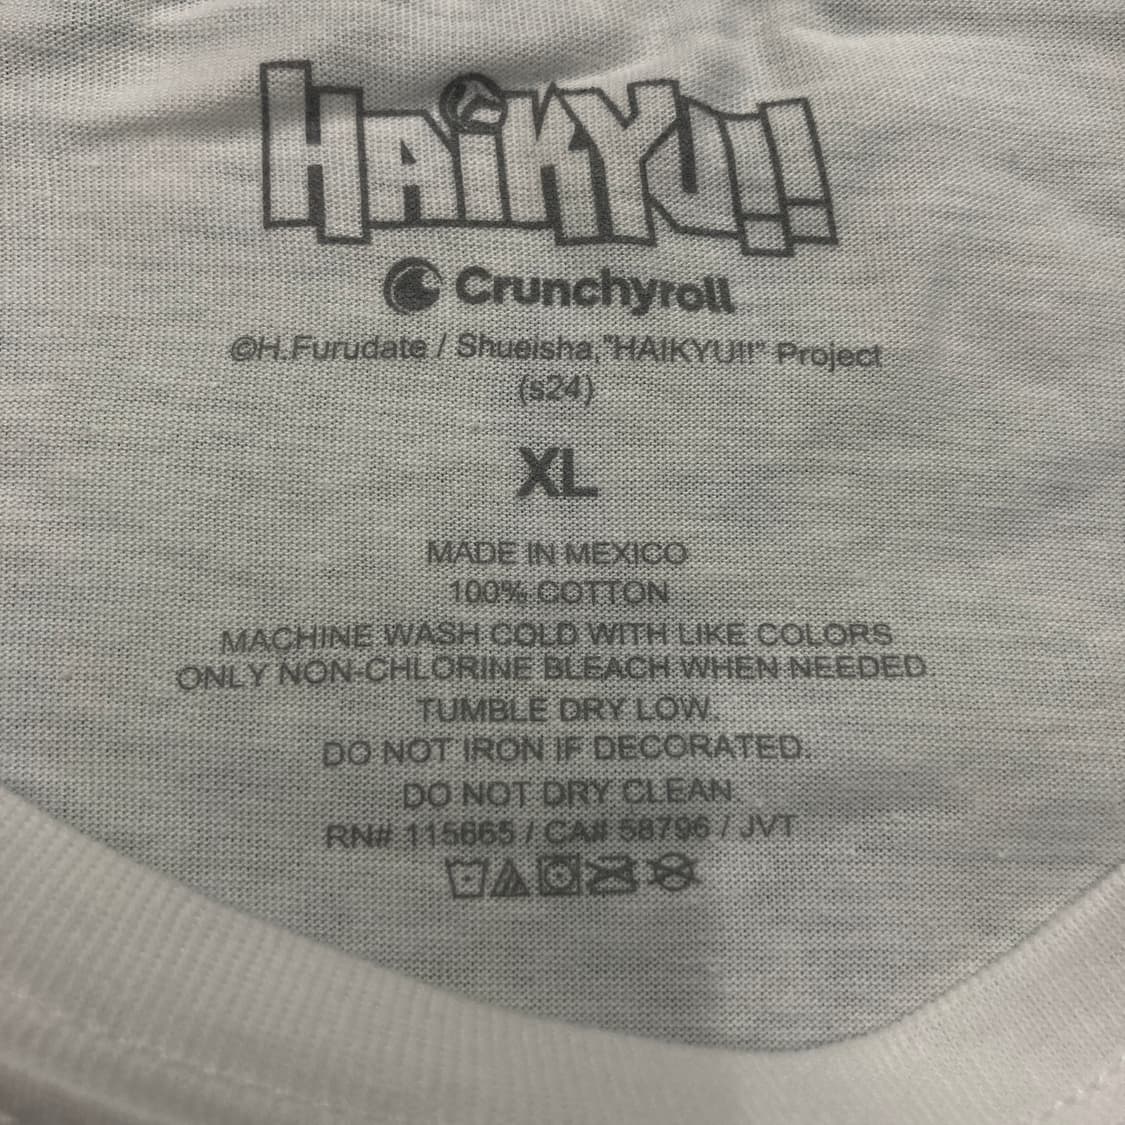 HAiKYU!!
Crunchyroll
©H.Furudate / Shueisha,"HAIKYU!!" Project
(s24)
XL
MADE IN MEXICO
100% COTTON
MACHINE WASH COLD WITH LIKE COLORS
ONLY NON-CHLORINE BLEACH WHEN NEEDED
TUMBLE DRY LOW.
DO NOT IRON IF DECORATED.
DO NOT DRY CLEAN.
RN# 115665 / CA# 58796 / JVT